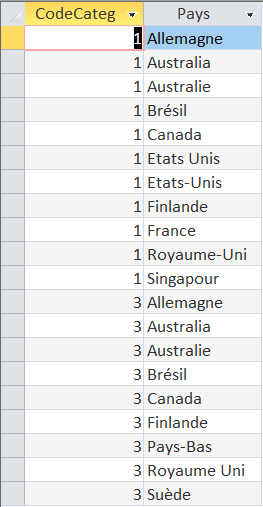 CodeCateg Pays
1 Allemagne
1 Australia
1 Australie
1 Brésil
1 Canada
1 Etats Unis
1 Etats-Unis
1 Finlande
1 France
1 Royaume-Uni
1 Singapour
3 Allemagne
3 Australia
3 Australie
3 Brésil
3 Canada
3 Finlande
3 Pays-Bas
3 Royaume Uni
3 Suède